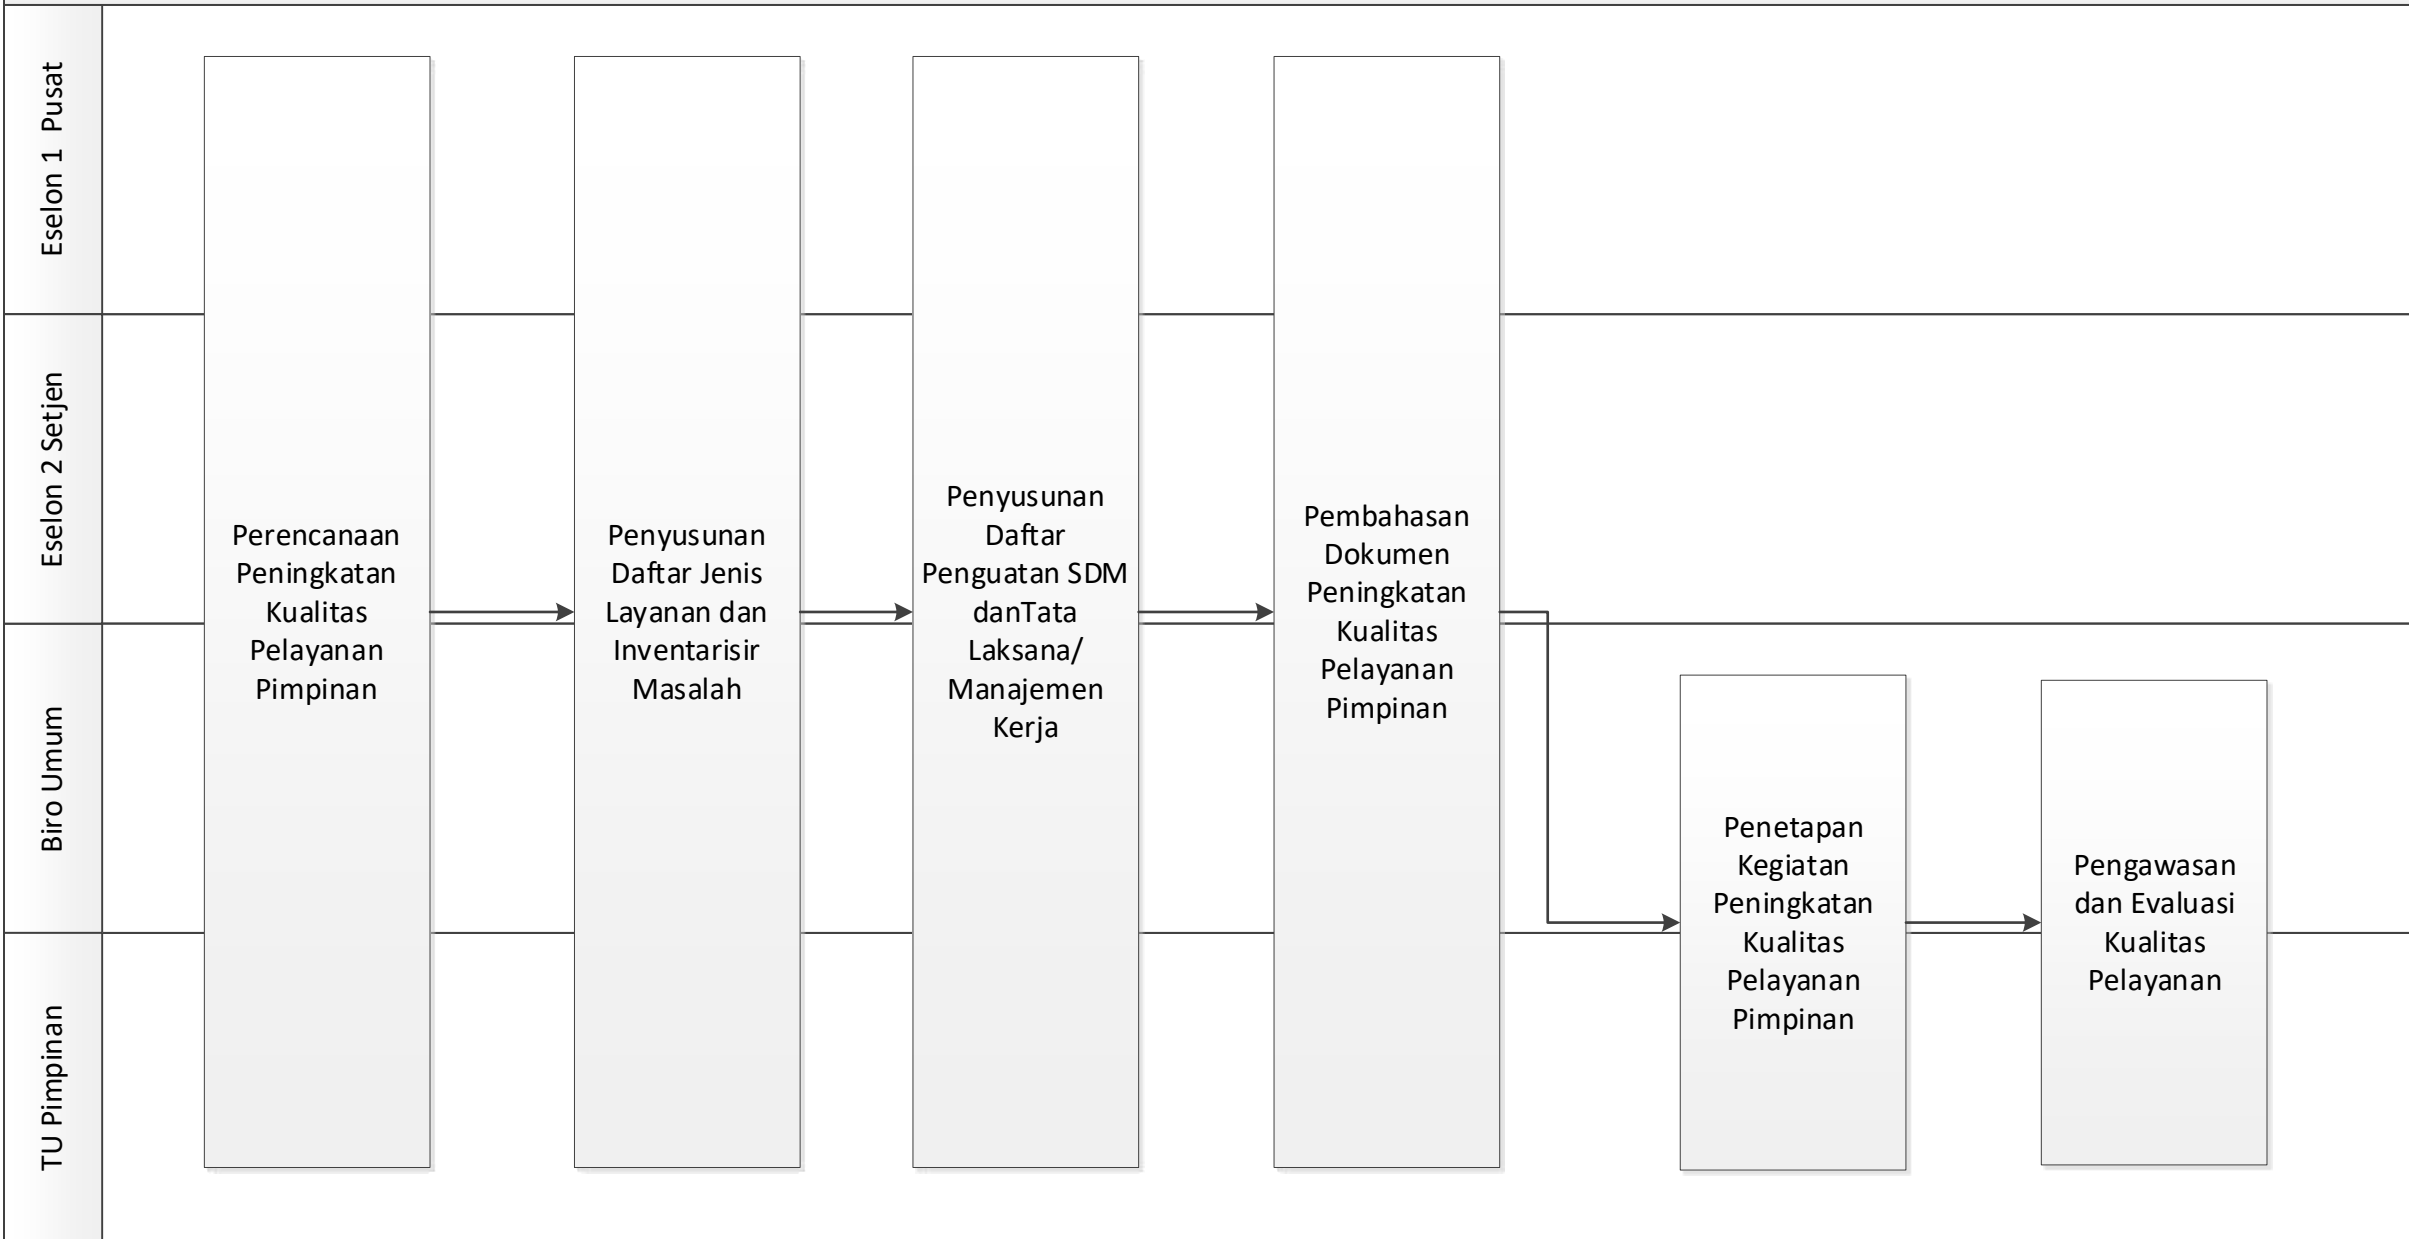 Eselon 1 Pusat
Eselon 2 Setjen
Biro Umum
TU Pimpinan
Perencanaan
Peningkatan
Kualitas
Pelayanan
Pimpinan
Penyusunan
Daftar Jenis
Layanan dan
Inventarisir
Masalah
Penyusunan
Daftar
Penguatan SDM
danTata
Laksana/
Manajemen
Kerja
Pembahasan
Dokumen
Peningkatan
Kualitas
Pelayanan
Pimpinan
Penetapan
Kegiatan
Peningkatan
Kualitas
Pelayanan
Pimpinan
Pengawasan
dan Evaluasi
Kualitas
Pelayanan